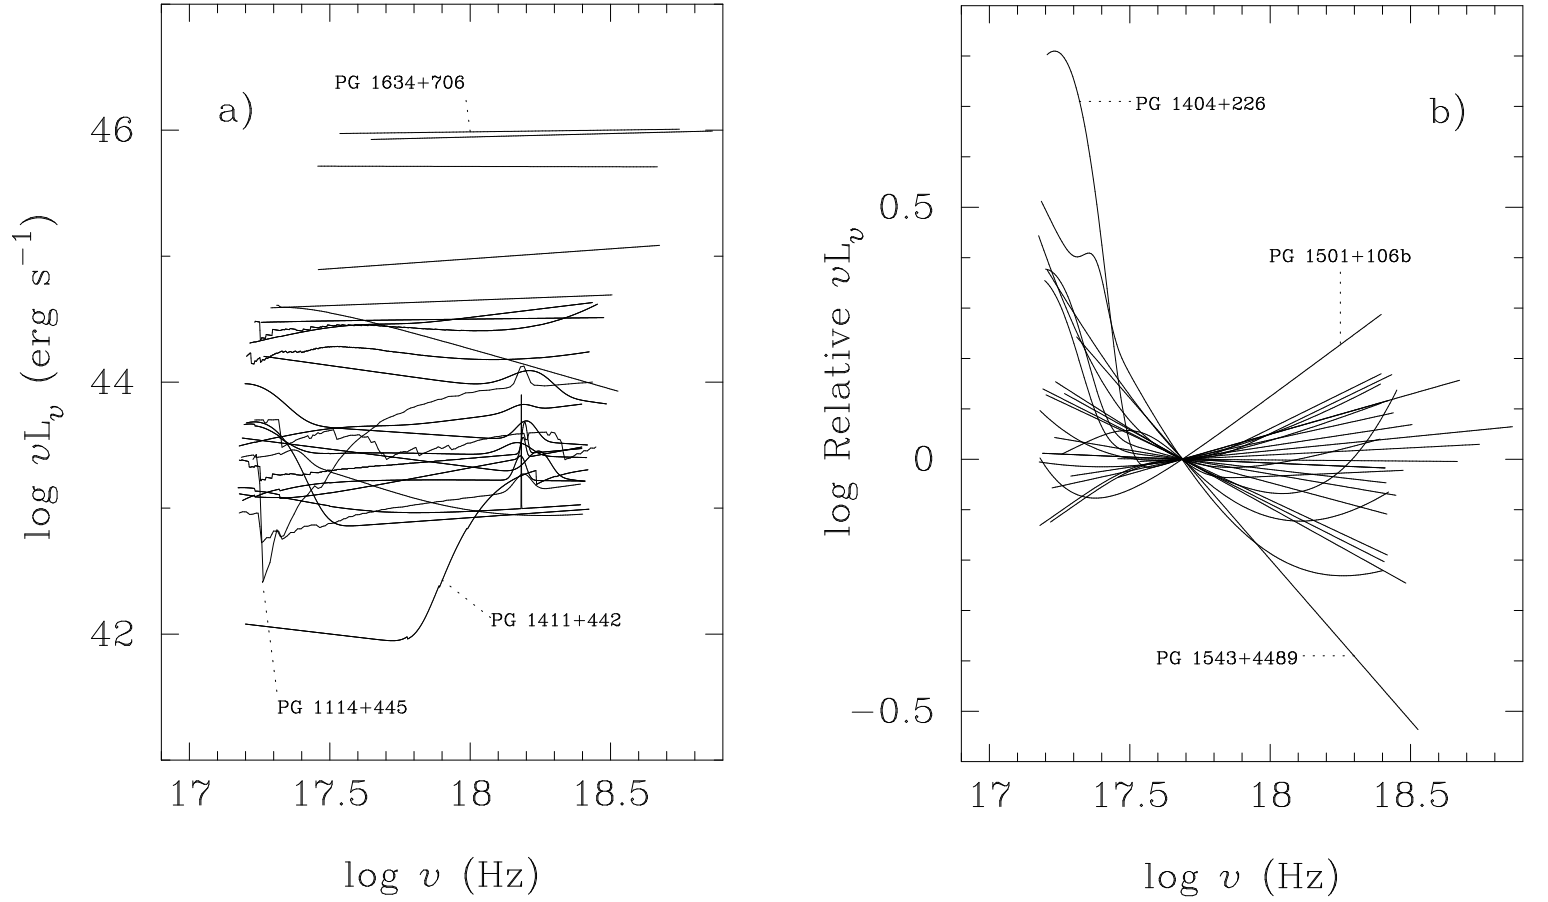 PG 1634+706
a)
46
44
42
log νL_ν (erg s^−1)
PG 1411+442
PG 1114+445
17 17.5 18 18.5
log ν (Hz)
PG 1404+226
b)
0.5
PG 1501+106b
0
log Relative νL_ν
PG 1543+4489
−0.5
17 17.5 18 18.5
log ν (Hz)